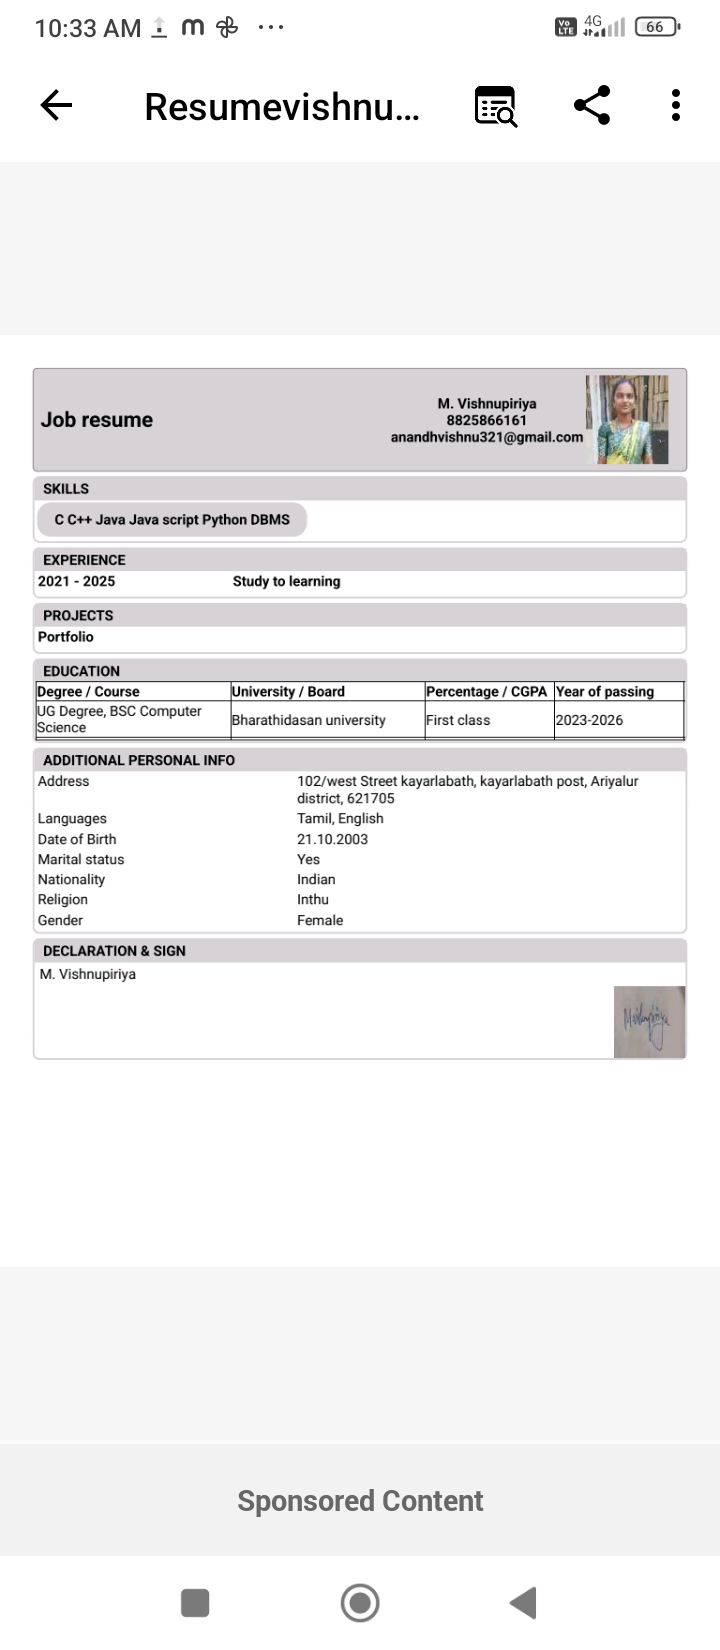 10:33 AM m ... Vo LTE 4G 66
Resumevishnu...
Job resume
M. Vishnupiriya
8825866161
anandhvishnu321@gmail.com
SKILLS
C C++ Java Java script Python DBMS
EXPERIENCE
2021 - 2025 Study to learning
PROJECTS
Portfolio
EDUCATION
Degree / Course University / Board Percentage / CGPA Year of passing
UG Degree, BSC Computer
Science Bharathidasan university First class 2023-2026
ADDITIONAL PERSONAL INFO
Address 102/west Street kayarlabath, kayarlabath post, Ariyalur
district, 621705
Languages Tamil, English
Date of Birth 21.10.2003
Marital status Yes
Nationality Indian
Religion Inthu
Gender Female
DECLARATION & SIGN
M. Vishnupiriya
Sponsored Content